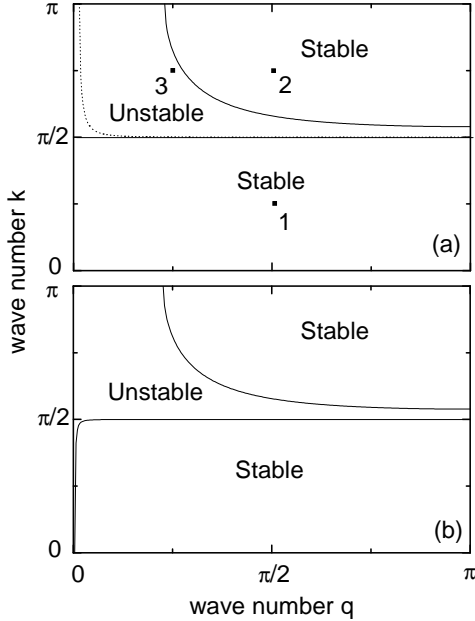 π
Stable
3
2
Unstable
π/2
Stable
1
(a)
0
wave number k
π
Stable
Unstable
π/2
Stable
(b)
0
0
π/2
π
wave number q